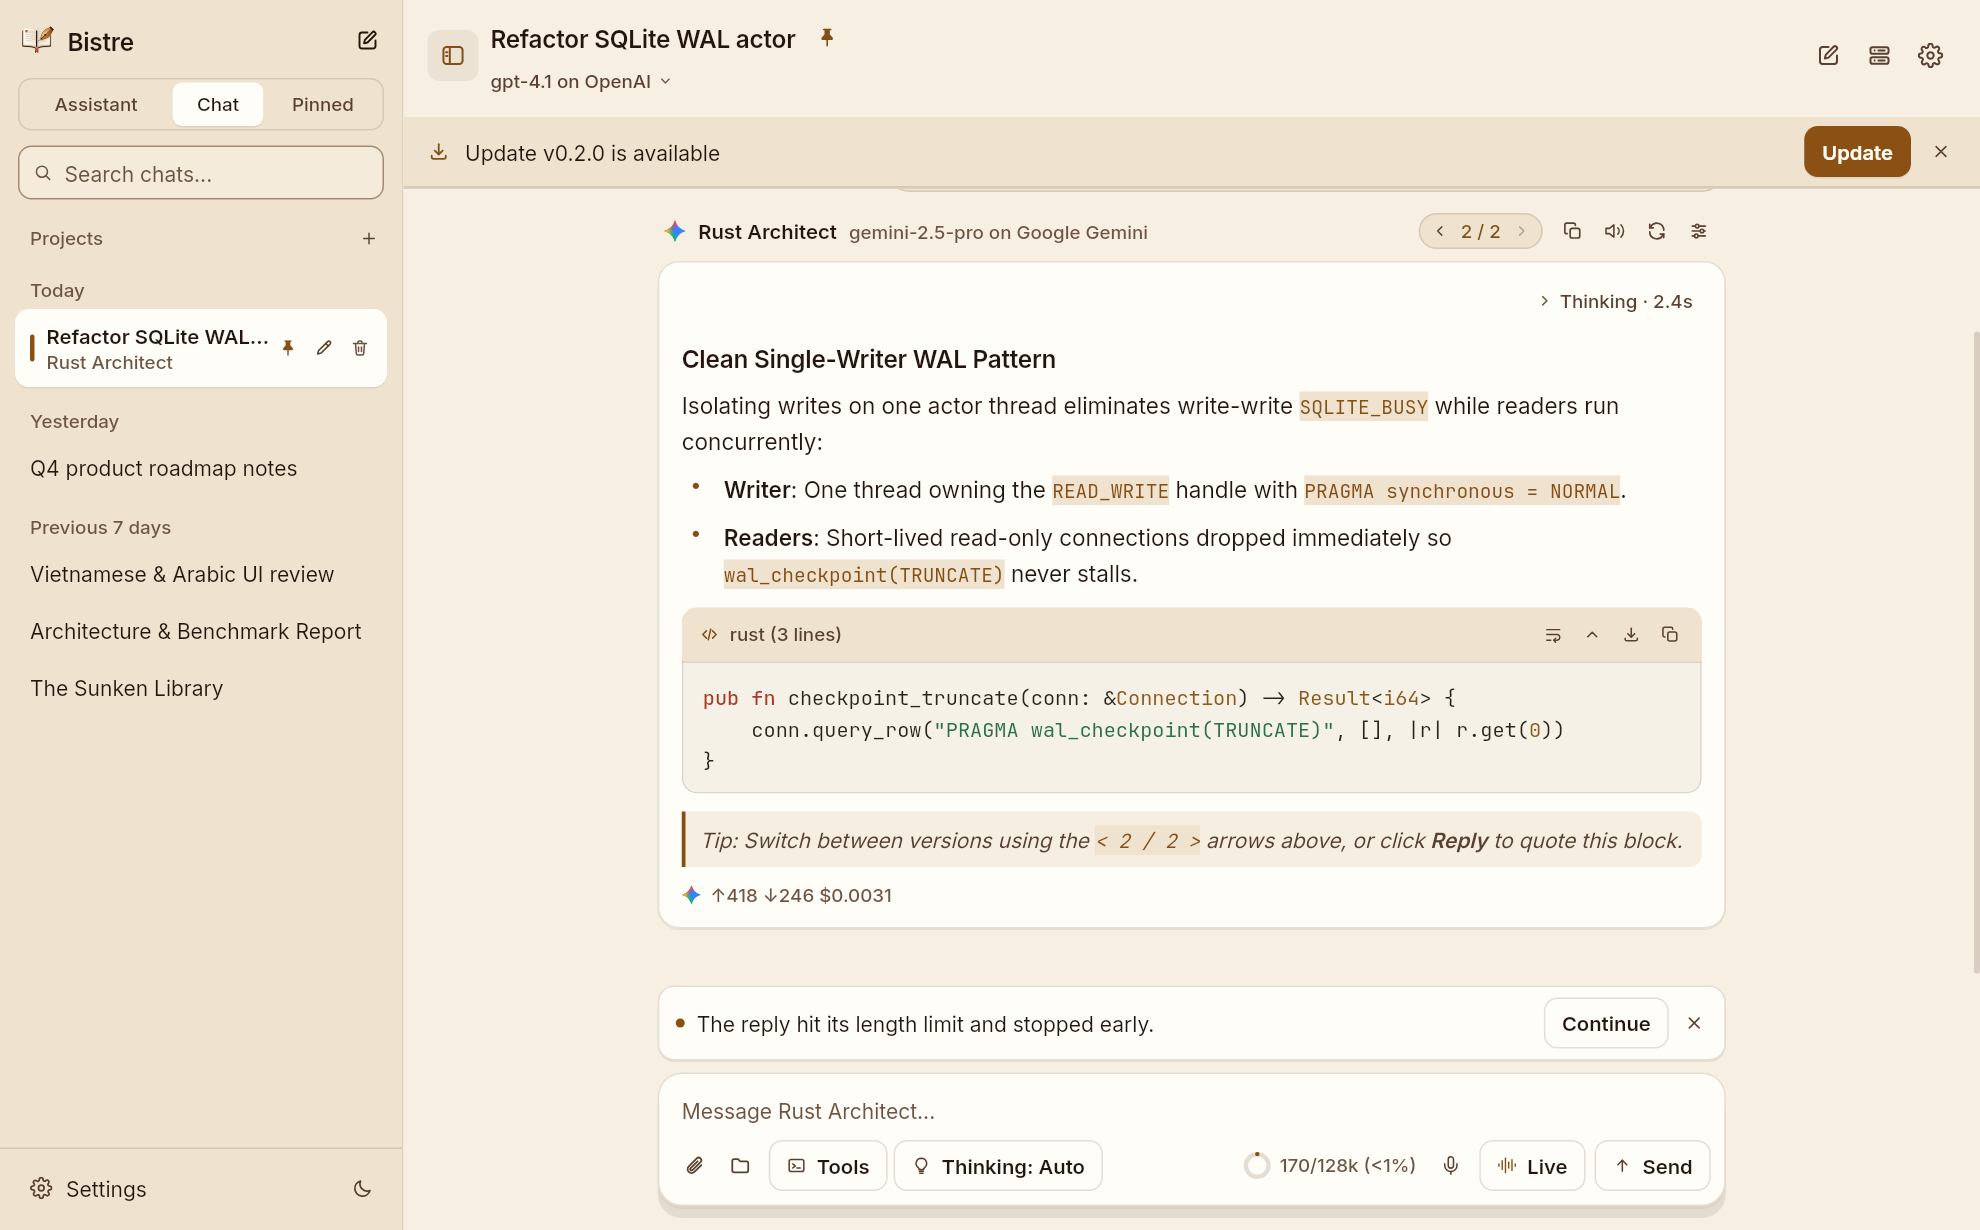 Bistre
Assistant
Chat
Pinned
Search chats...
Projects
Today
Refactor SQLite WAL...
Rust Architect
Yesterday
Q4 product roadmap notes
Previous 7 days
Vietnamese & Arabic UI review
Architecture & Benchmark Report
The Sunken Library
Settings
Refactor SQLite WAL actor
gpt-4.1 on OpenAI
Update v0.2.0 is available
Update
Rust Architect gemini-2.5-pro on Google Gemini
2 / 2
Thinking · 2.4s
Clean Single-Writer WAL Pattern
Isolating writes on one actor thread eliminates write-write SQLITE_BUSY while readers run
concurrently:
• Writer: One thread owning the READ_WRITE handle with PRAGMA synchronous = NORMAL.
• Readers: Short-lived read-only connections dropped immediately so
wal_checkpoint(TRUNCATE) never stalls.
rust (3 lines)
pub fn checkpoint_truncate(conn: &Connection) -> Result<i64> {
    conn.query_row("PRAGMA wal_checkpoint(TRUNCATE)", [], |r| r.get(0))
}
Tip: Switch between versions using the < 2 / 2 > arrows above, or click Reply to quote this block.
↑418 ↓246 $0.0031
The reply hit its length limit and stopped early.
Continue
Message Rust Architect...
Tools
Thinking: Auto
170/128k (<1%)
Live
Send